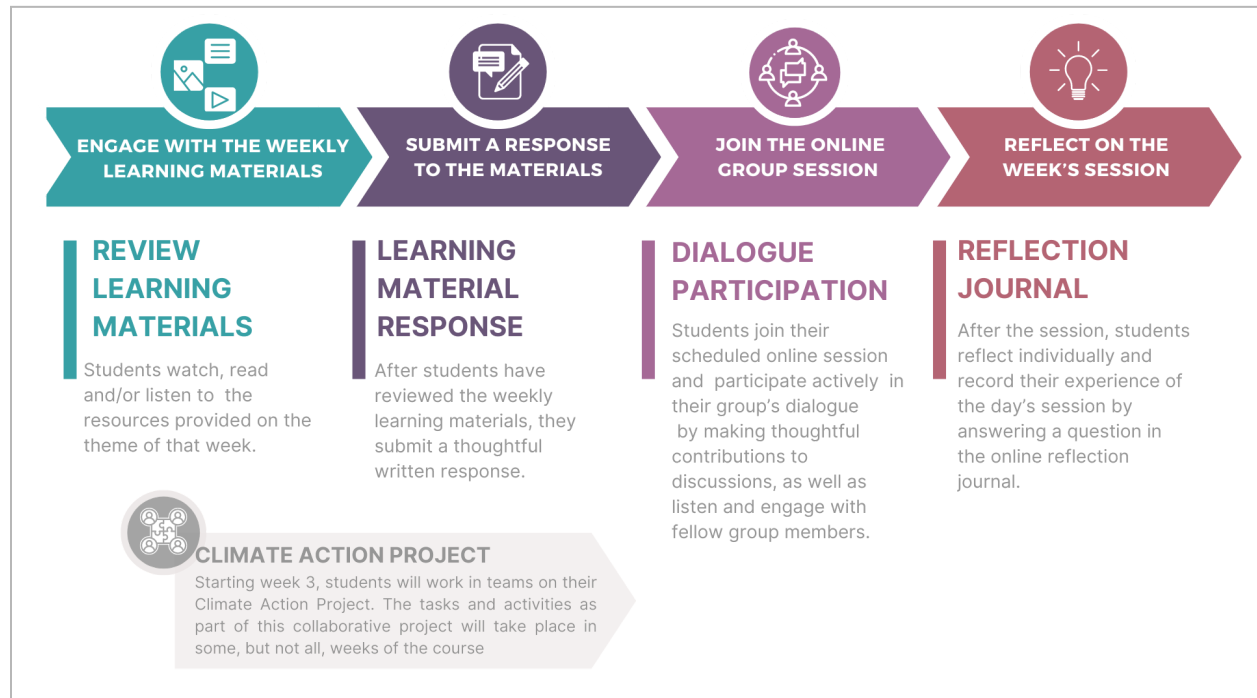 ENGAGE WITH THE WEEKLY
LEARNING MATERIALS
SUBMIT A RESPONSE
TO THE MATERIALS
JOIN THE ONLINE
GROUP SESSION
REFLECT ON THE
WEEK'S SESSION
REVIEW
LEARNING
MATERIALS
Students watch, read
and/or listen to the
resources provided on the
theme of that week.
LEARNING
MATERIAL
RESPONSE
After students have
reviewed the weekly
learning materials, they
submit a thoughtful
written response.
DIALOGUE
PARTICIPATION
Students join their
scheduled online session
and participate actively in
their group's dialogue
by making thoughtful
contributions to
discussions, as well as
listen and engage with
fellow group members.
REFLECTION
JOURNAL
After the session, students
reflect individually and
record their experience of
the day's session by
answering a question in
the online reflection
journal.
CLIMATE ACTION PROJECT
Starting week 3, students will work in teams on their
Climate Action Project. The tasks and activities as
part of this collaborative project will take place in
some, but not all, weeks of the course